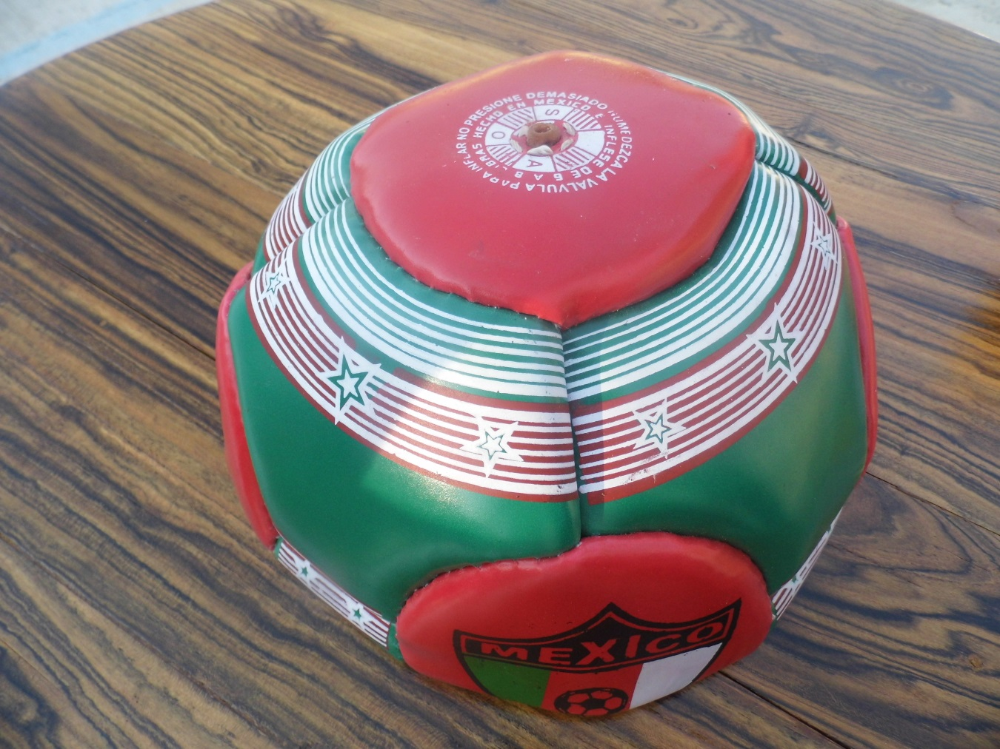 PARA INFLAR NO PRESIONE DEMASIADO HUMEDEZCA LA VALVULA
HECHO EN MEXICO E INFLESE DE 6 A 8 LIBRAS
S
O
A
MEXICO